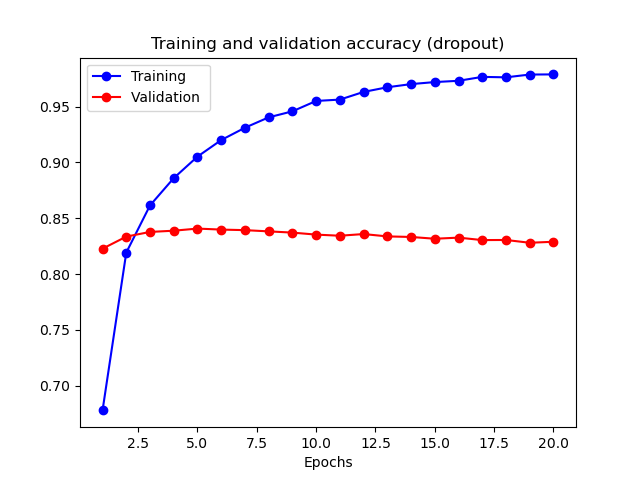 Training and validation accuracy (dropout)
Training
Validation
0.95
0.90
0.85
0.80
0.75
0.70
2.5 5.0 7.5 10.0 12.5 15.0 17.5 20.0
Epochs